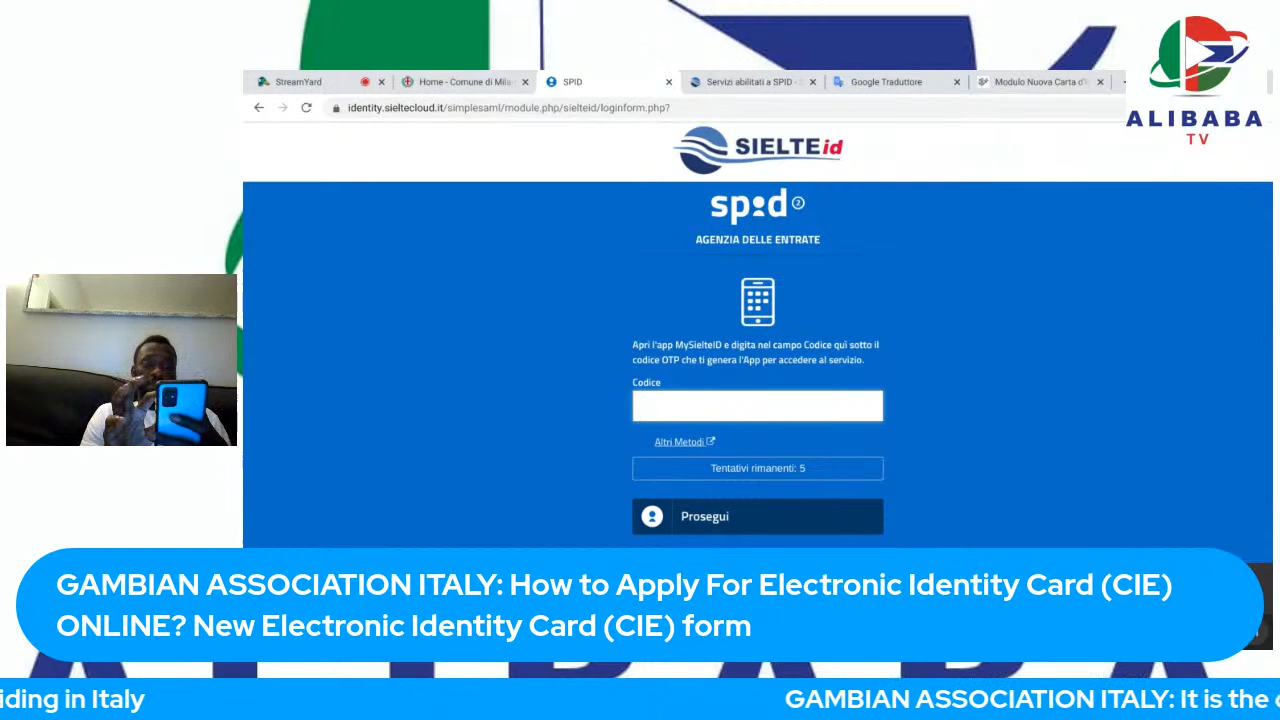 StreamYard
Home - Comune di Mila
SPID
Servizi abilitati a SPID -
Google Traduttore
Modulo Nuova Carta d'
identity.sieltecloud.it/simplesaml/module.php/sielteid/loginform.php?
ALIBABA
TV
SIELTEid
spid 2
AGENZIA DELLE ENTRATE
Apri l'app MySielteID e digita nel campo Codice quì sotto il
codice OTP che ti genera l'App per accedere al servizio.
Codice
Altri Metodi
Tentativi rimanenti: 5
Prosegui
GAMBIAN ASSOCIATION ITALY: How to Apply For Electronic Identity Card (CIE)
ONLINE? New Electronic Identity Card (CIE) form
ALIBABA
iding in Italy
GAMBIAN ASSOCIATION ITALY: It is the